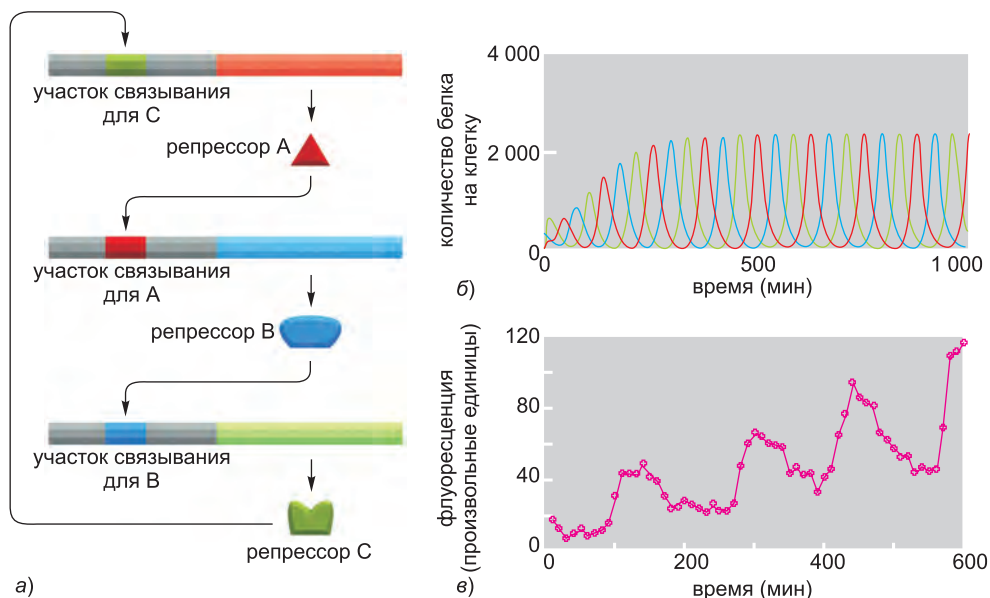 участок связывания
для C
репрессор A
участок связывания
для A
репрессор B
участок связывания
для B
репрессор C
а)
количество белка
на клетку
4 000
2 000
0
0
500
1 000
время (мин)
б)
флуоресценция
(произвольные единицы)
120
80
40
0
0
200
400
600
время (мин)
в)